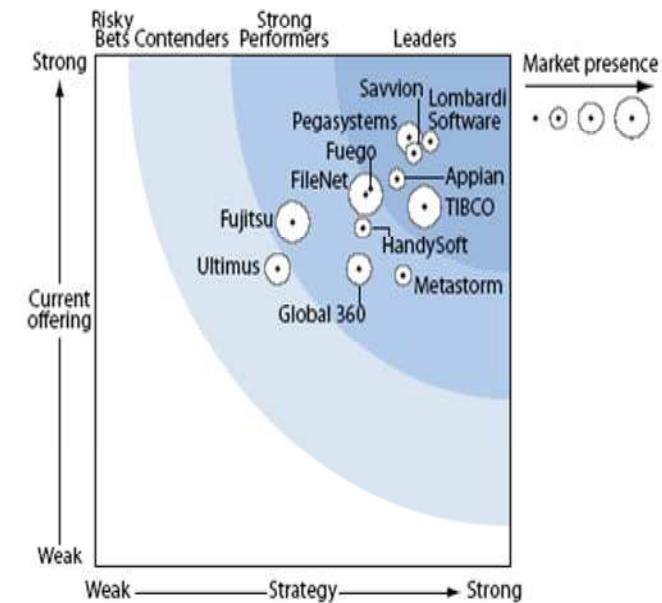 Risky
Bets
Contenders
Strong
Performers
Leaders
Strong
Market presence
Savvion
Lombardi
Software
Pegasystems
Fuego
FileNet
Appian
TIBCO
Fujitsu
HandySoft
Ultimus
Metastorm
Global 360
Current
offering
Weak
Weak
Strategy
Strong